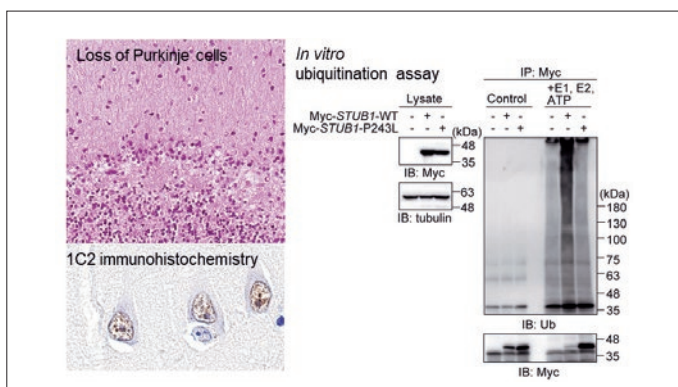 Loss of Purkinje cells
1C2 immunohistochemistry
In vitro
ubiquitination assay
IP: Myc
+E1, E2,
ATP
Lysate
Control
Myc-STUB1-WT - + - - + - - + -
Myc-STUB1-P243L - - + - - + - - +
(kDa)
48
35
IB: Myc
63
48
IB: tubulin
(kDa)
180
130
100
75
63
48
35
IB: Ub
48
35
IB: Myc